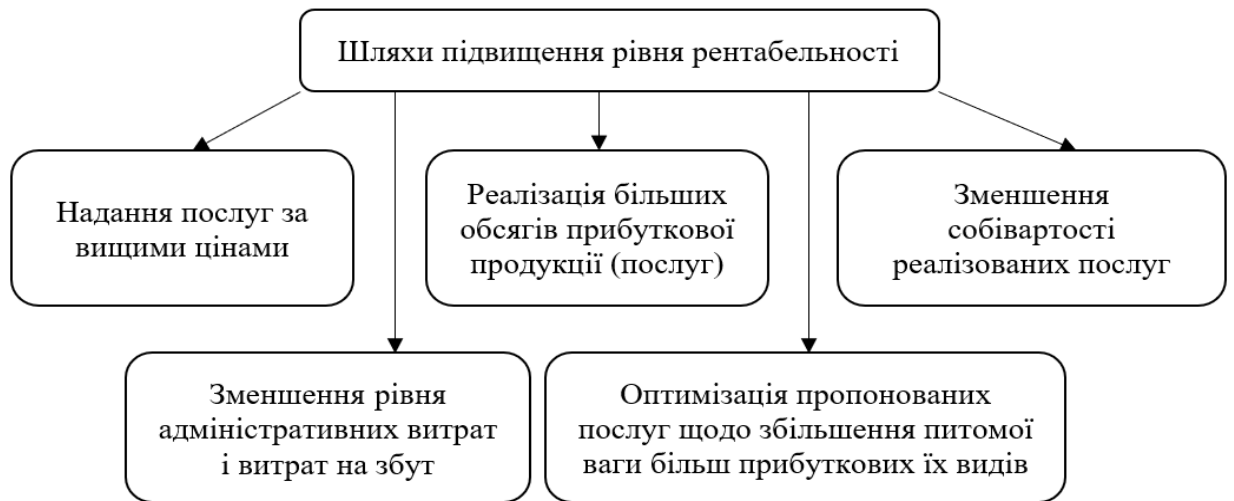 Шляхи підвищення рівня рентабельності
Надання послуг за
вищими цінами
Реалізація більших
обсягів прибуткової
продукції (послуг)
Зменшення
собівартості
реалізованих послуг
Зменшення рівня
адміністративних витрат
і витрат на збут
Оптимізація пропонованих
послуг щодо збільшення питомої
ваги більш прибуткових їх видів